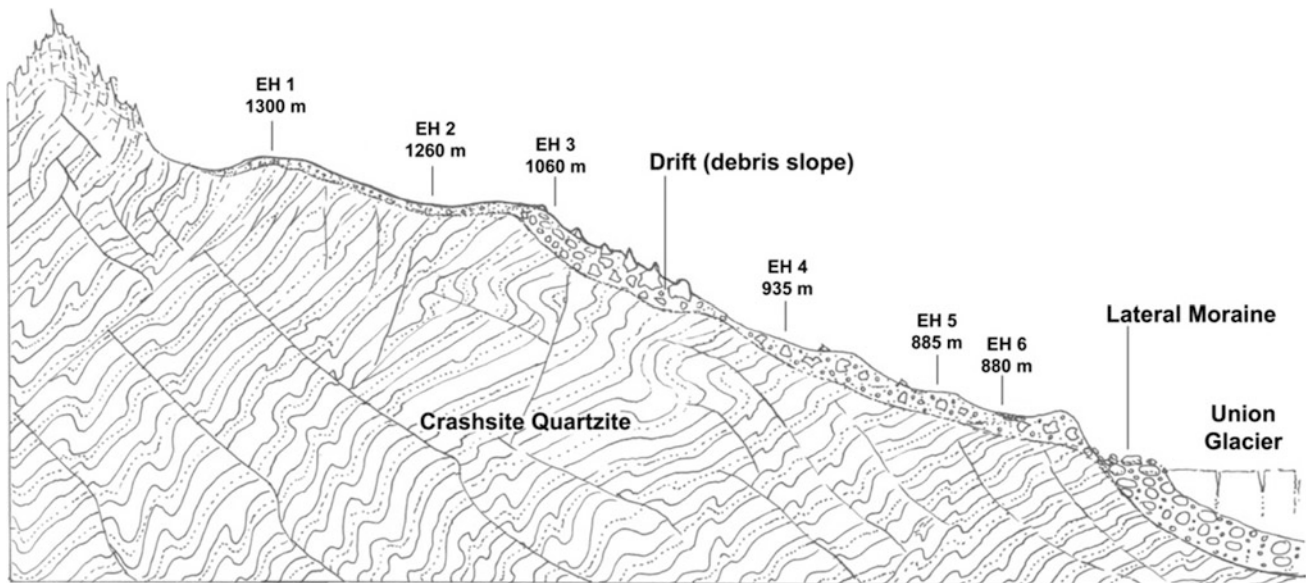 EH 1
1300 m
EH 2
1260 m
EH 3
1060 m
Drift (debris slope)
EH 4
935 m
EH 5
885 m
EH 6
880 m
Lateral Moraine
Union
Glacier
Crashsite Quartzite